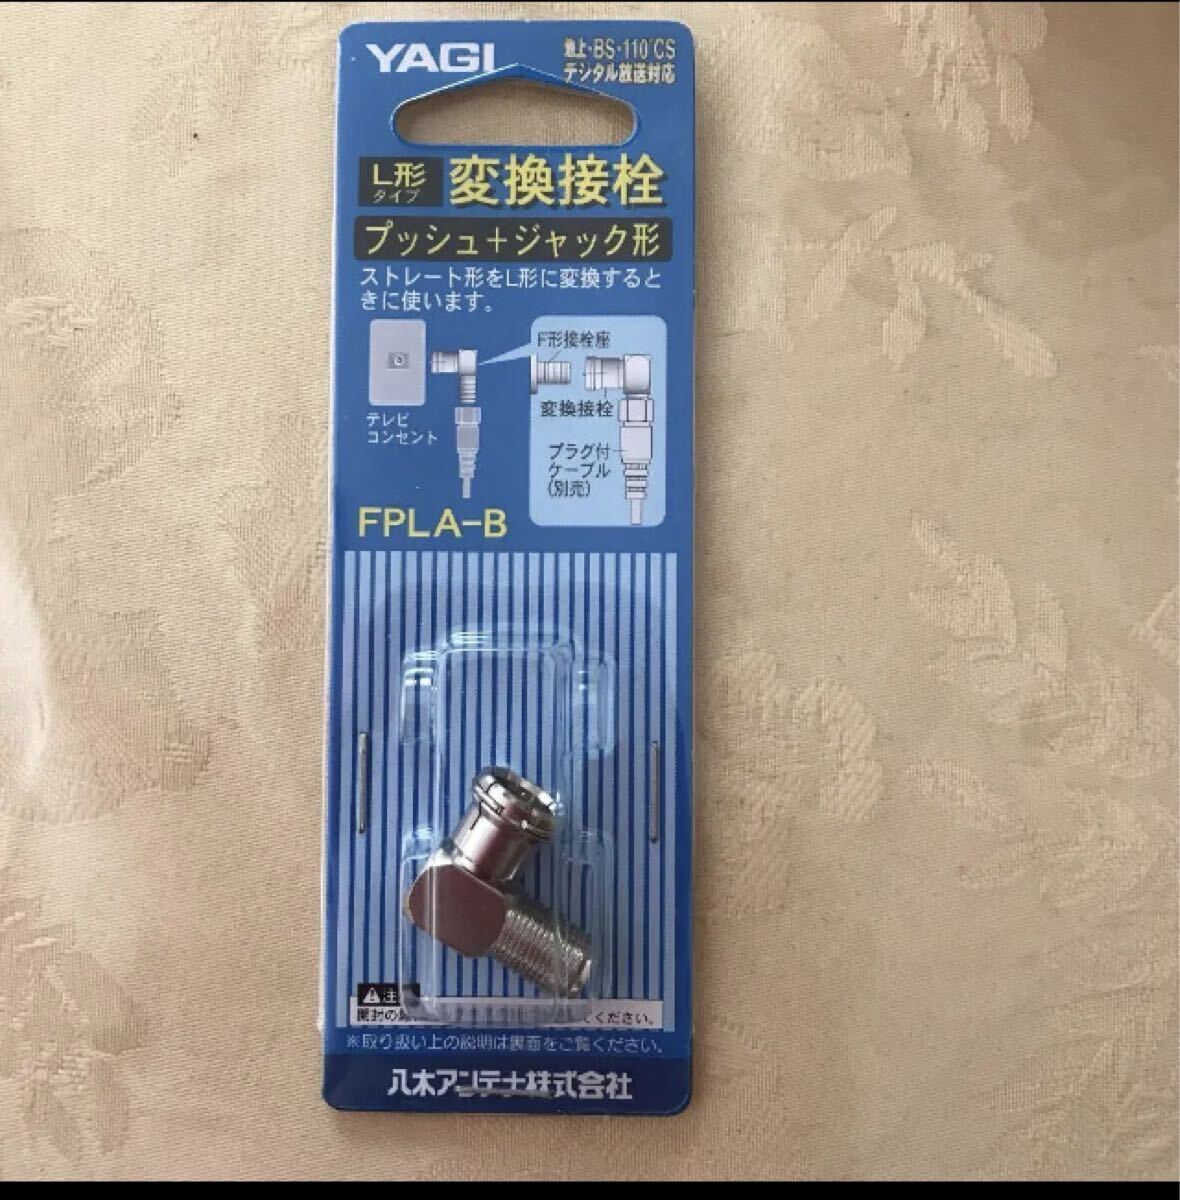 YAGI
地上・BS・110°CS
デジタル放送対応
L形
タイプ
変換接栓
プッシュ+ジャック形
ストレート形をL形に変換すると
きに使います。
テレビ
コンセント
F形接栓座
変換接栓
プラグ付
ケーブル
(別売)
FPLA-B
注
開封の
ください。
※取り扱い上の説明は裏面をご覧ください。
八木アンテナ株式会社